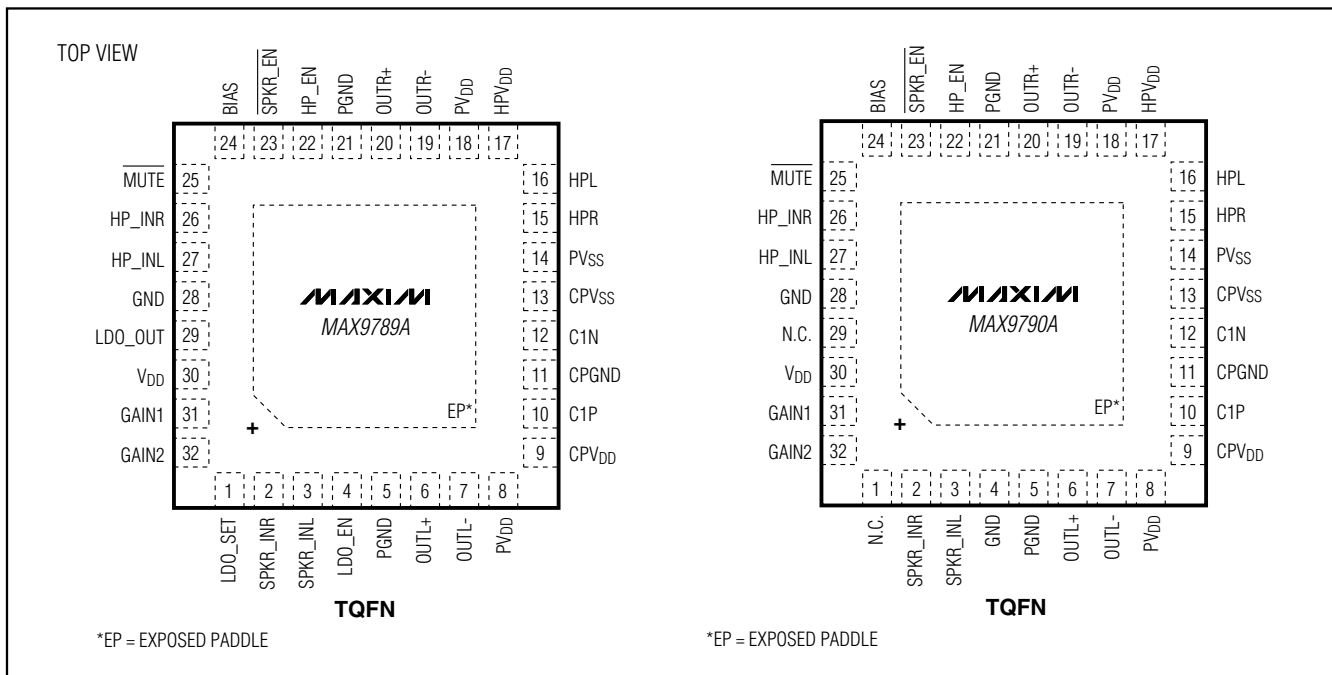 TOP VIEW
BIAS
SPKR_EN
HP_EN
PGND
OUTR+
OUTR-
PVDD
HPVDD
24 23 22 21 20 19 18 17
MUTE 25
HP_INR 26
HP_INL 27
GND 28
LDO_OUT 29
VDD 30
GAIN1 31
GAIN2 32
16 HPL
15 HPR
14 PVSS
13 CPVSS
12 C1N
11 CPGND
10 C1P
9 CPVDD
MAXIM
MAX9789A
EP*
+
1 2 3 4 5 6 7 8
LDO_SET
SPKR_INR
SPKR_INL
LDO_EN
PGND
OUTL+
OUTL-
PVDD
TQFN
*EP = EXPOSED PADDLE
BIAS
SPKR_EN
HP_EN
PGND
OUTR+
OUTR-
PVDD
HPVDD
24 23 22 21 20 19 18 17
MUTE 25
HP_INR 26
HP_INL 27
GND 28
N.C. 29
VDD 30
GAIN1 31
GAIN2 32
16 HPL
15 HPR
14 PVSS
13 CPVSS
12 C1N
11 CPGND
10 C1P
9 CPVDD
MAXIM
MAX9790A
EP*
+
1 2 3 4 5 6 7 8
N.C.
SPKR_INR
SPKR_INL
GND
PGND
OUTL+
OUTL-
PVDD
TQFN
*EP = EXPOSED PADDLE